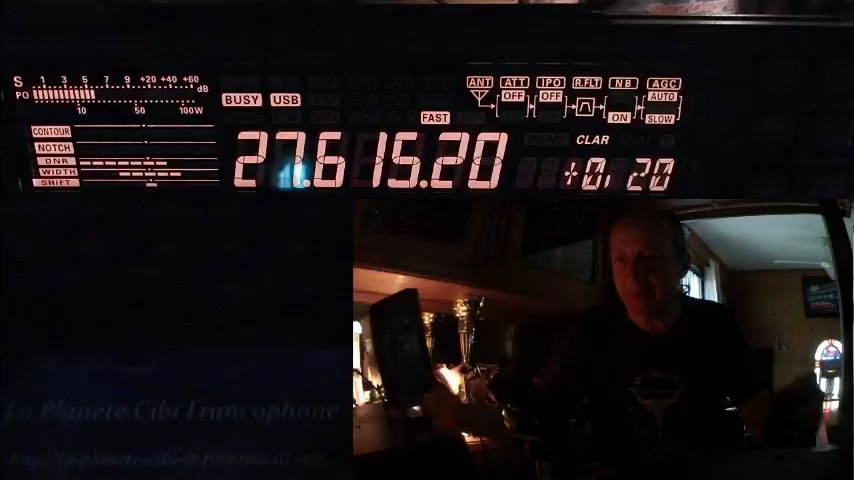 S 1 3 5 7 9 +20 +40 +60 dB
PO 10 50 100W
BUSY USB
FAST
ANT ATT IPO R.FLT NB AGC
OFF OFF AUTO
ON SLOW
CONTOUR
NOTCH
DNR
WIDTH
SHIFT
27.615.20
CLAR
+0, 20
La Planete Cibi Francophone